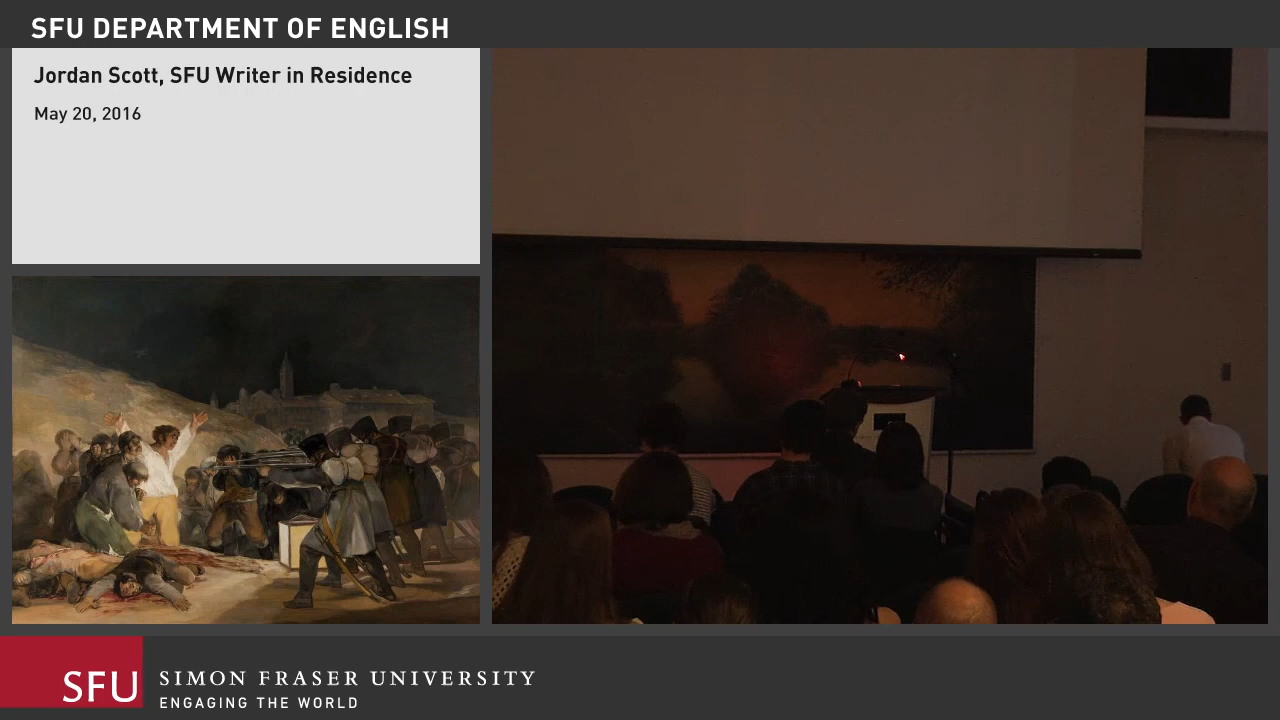 SFU DEPARTMENT OF ENGLISH
Jordan Scott, SFU Writer in Residence
May 20, 2016
SFU SIMON FRASER UNIVERSITY
ENGAGING THE WORLD